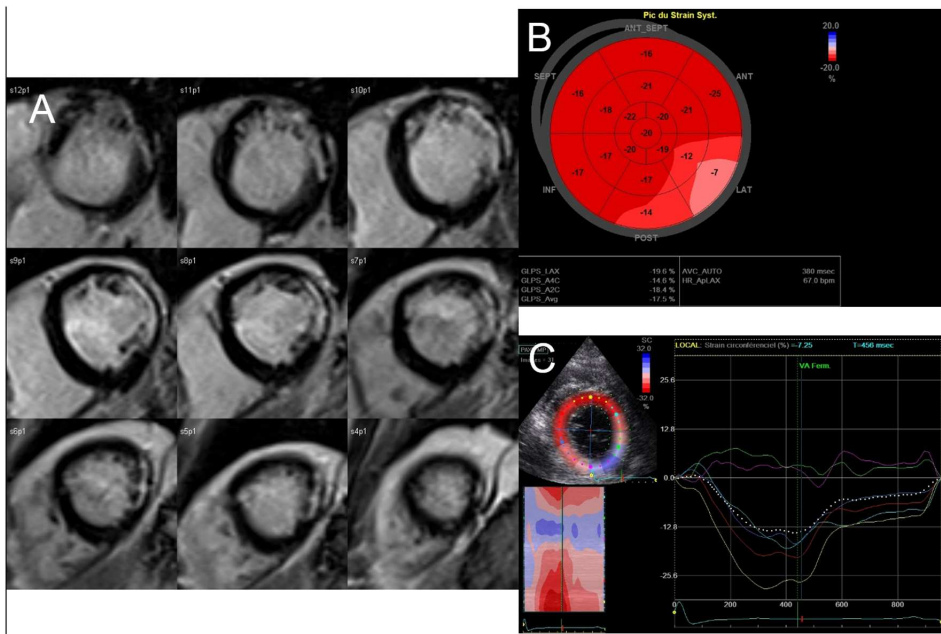 A
s12p1
s11p1
s10p1
s9p1
s8p1
s7p1
s6p1
s5p1
s4p1
B
Pic du Strain Syst.
ANT_SEPT
SEPT
ANT
INF
LAT
POST
20.0
-20.0
%
-16
-16
-25
-21
-18
-21
-22
-20
-20
-20
-19
-17
-17
-12
-7
-17
-14
GLPS_LAX -19.6 % AVC_AUTO 380 msec
GLPS_A4C -14.6 % HR_ApLAX 67.0 bpm
GLPS_A2C -18.4 %
GLPS_Avg -17.5 %
C
SC
32.0
-32.0
%
LOCAL: Strain circonférenciel (%) =-7.25 T=456 msec
VA Ferm.
25.6
12.8
0.0
-12.8
-25.6
0 200 400 600 800